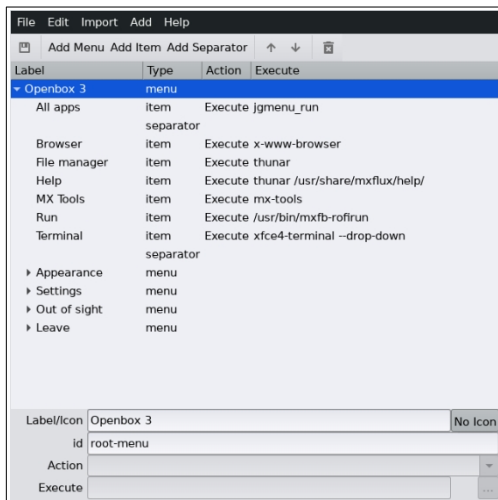 File Edit Import Add Help
Add Menu Add Item Add Separator
Label Type Action Execute
Openbox 3 menu
All apps item Execute jgmenu_run
separator
Browser item Execute x-www-browser
File manager item Execute thunar
Help item Execute thunar /usr/share/mxflux/help/
MX Tools item Execute mx-tools
Run item Execute /usr/bin/mxfb-rofirun
Terminal item Execute xfce4-terminal --drop-down
separator
Appearance menu
Settings menu
Out of sight menu
Leave menu
Label/Icon Openbox 3 No Icon
id root-menu
Action
Execute ...